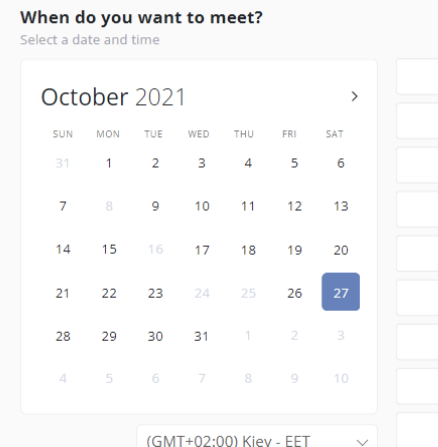 When do you want to meet?
Select a date and time
October 2021
SUN MON TUE WED THU FRI SAT
31 1 2 3 4 5 6
7 8 9 10 11 12 13
14 15 16 17 18 19 20
21 22 23 24 25 26 27
28 29 30 31 1 2 3
4 5 6 7 8 9 10
(GMT+02:00) Kiev - EET